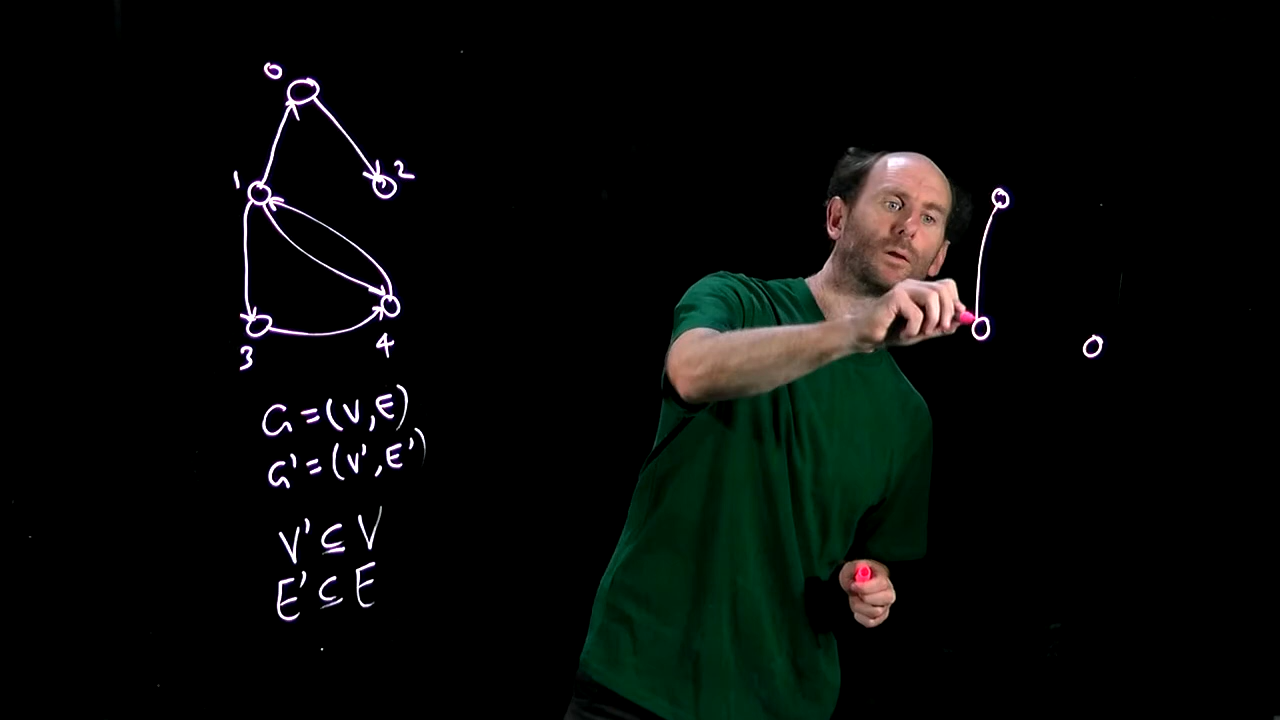 0
1
2
3
4
G = (V, E)
G' = (V', E')
V' ⊆ V
E' ⊆ E